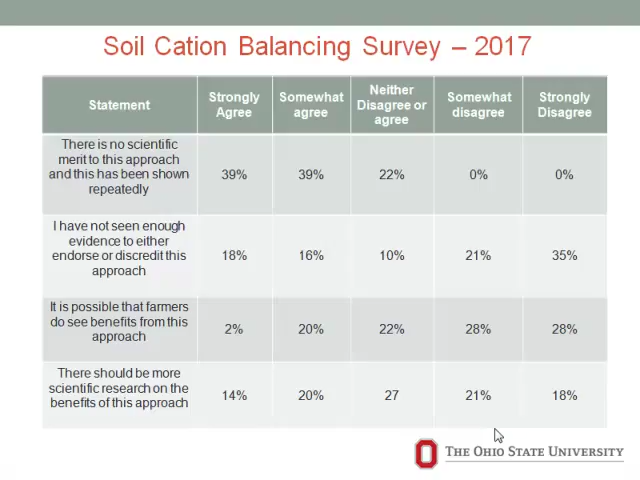 Soil Cation Balancing Survey – 2017
Statement
Strongly
Agree
Somewhat
agree
Neither
Disagree or
agree
Somewhat
disagree
Strongly
Disagree
There is no scientific
merit to this approach
and this has been shown
repeatedly
39%
39%
22%
0%
0%
I have not seen enough
evidence to either
endorse or discredit this
approach
18%
16%
10%
21%
35%
It is possible that farmers
do see benefits from this
approach
2%
20%
22%
28%
28%
There should be more
scientific research on the
benefits of this approach
14%
20%
27
21%
18%
THE OHIO STATE UNIVERSITY